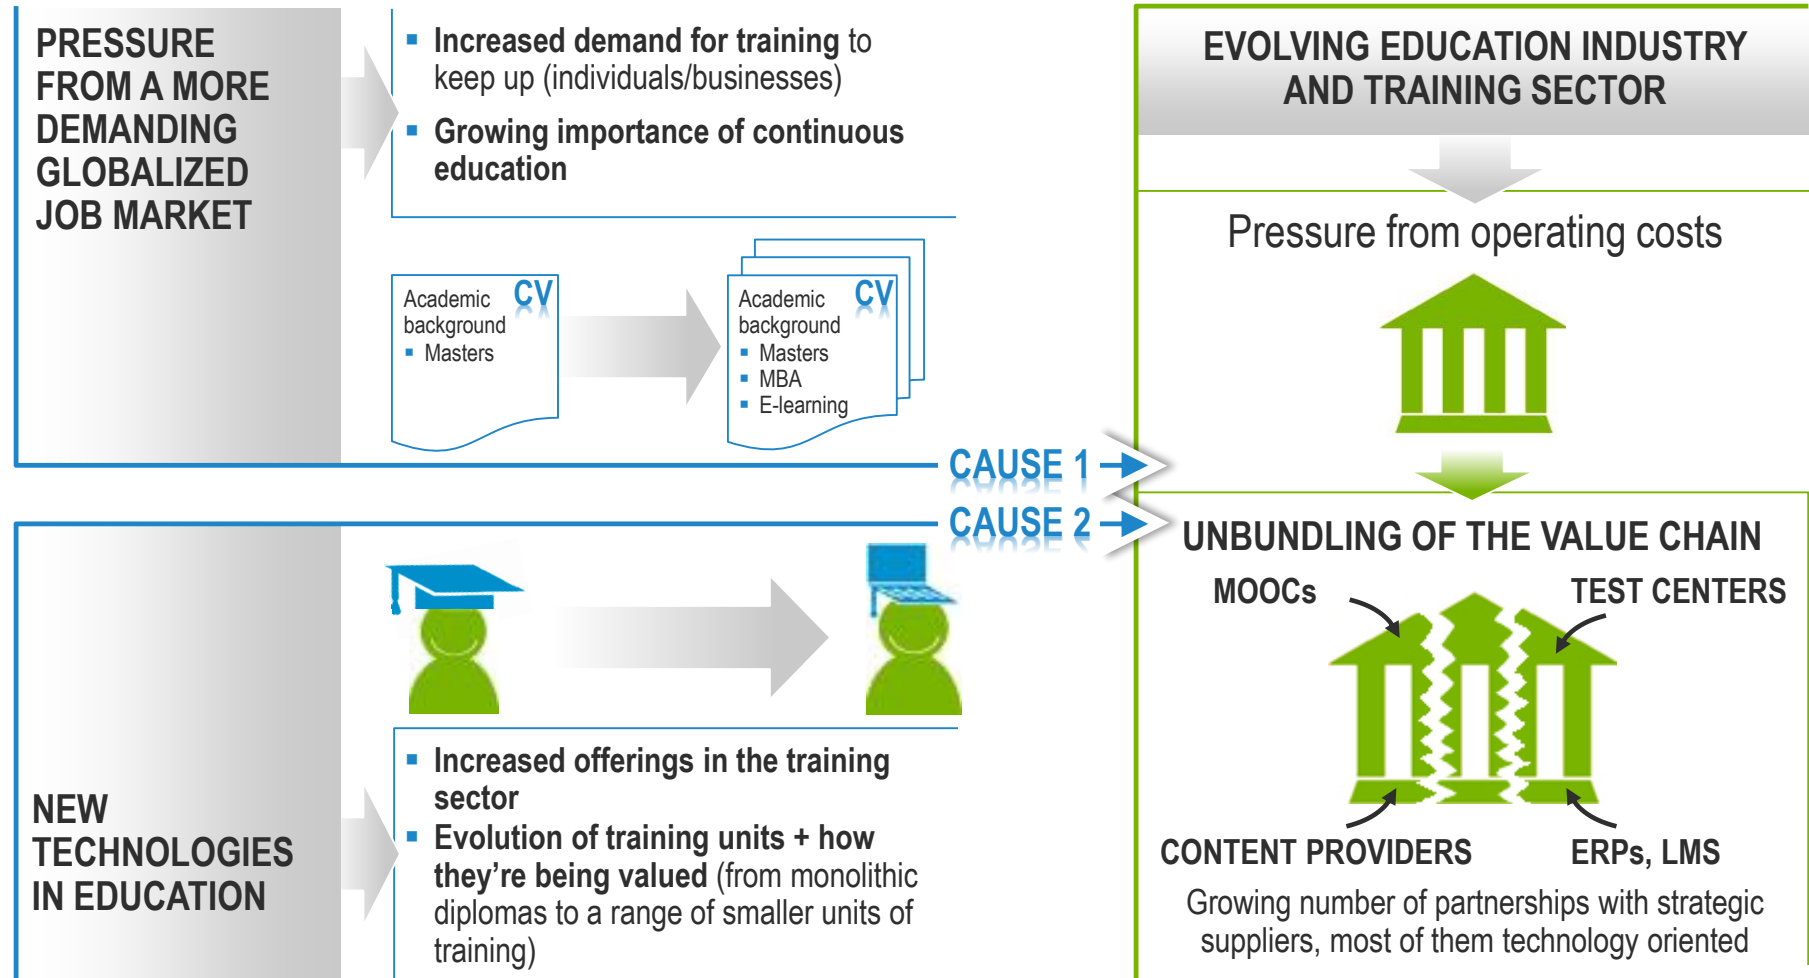 PRESSURE
FROM A MORE
DEMANDING
GLOBALIZED
JOB MARKET
Increased demand for training to
keep up (individuals/businesses)
Growing importance of continuous
education
CV
Academic
background
Masters
CV
Academic
background
Masters
MBA
E-learning
CAUSE 1
CAUSE 2
NEW
TECHNOLOGIES
IN EDUCATION
Increased offerings in the training
sector
Evolution of training units + how
they’re being valued (from monolithic
diplomas to a range of smaller units of
training)
EVOLVING EDUCATION INDUSTRY
AND TRAINING SECTOR
Pressure from operating costs
UNBUNDLING OF THE VALUE CHAIN
MOOCs
TEST CENTERS
CONTENT PROVIDERS
ERPs, LMS
Growing number of partnerships with strategic
suppliers, most of them technology oriented